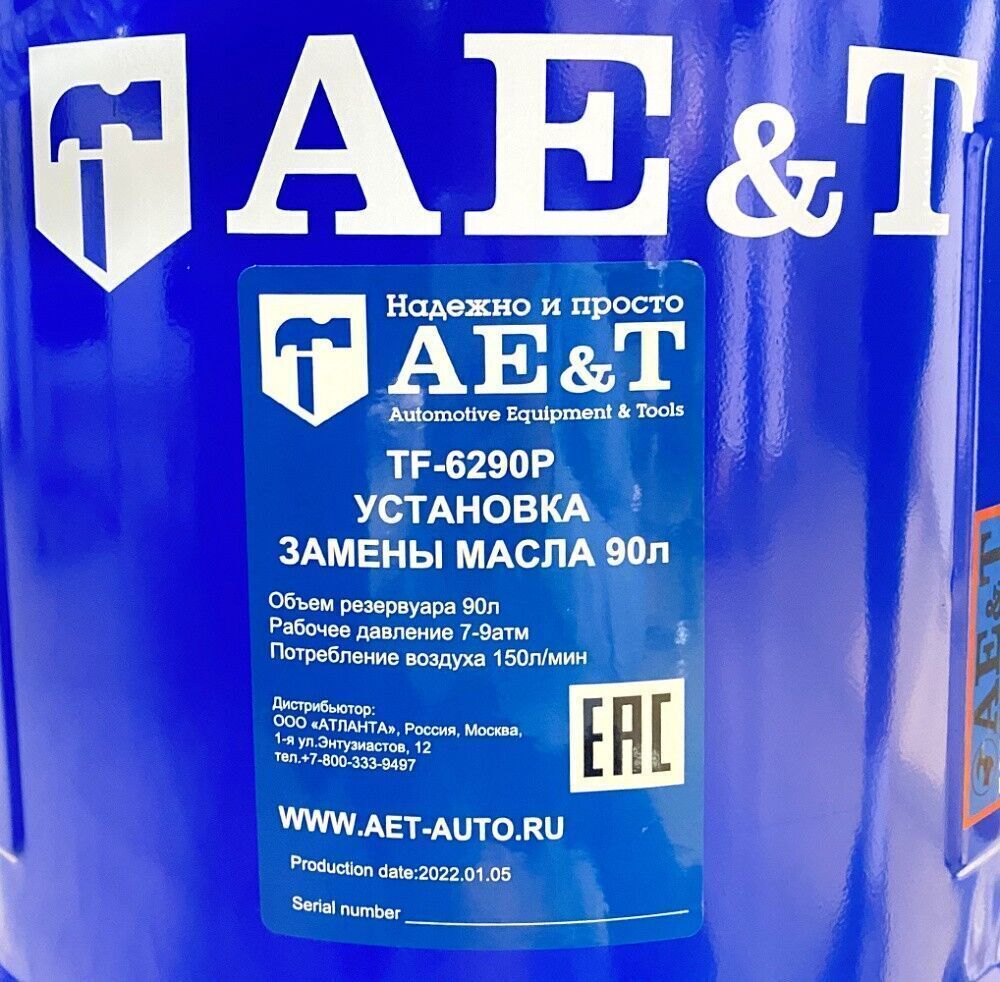 AE&T
Надежно и просто
AE&T
Automotive Equipment & Tools
TF-6290P
УСТАНОВКА
ЗАМЕНЫ МАСЛА 90л
Объем резервуара 90л
Рабочее давление 7-9атм
Потребление воздуха 150л/мин
Дистрибьютор:
ООО «АТЛАНТА», Россия, Москва,
1-я ул.Энтузиастов, 12
тел.+7-800-333-9497
EAC
WWW.AET-AUTO.RU
Production date:2022.01.05
Serial number
AE&T